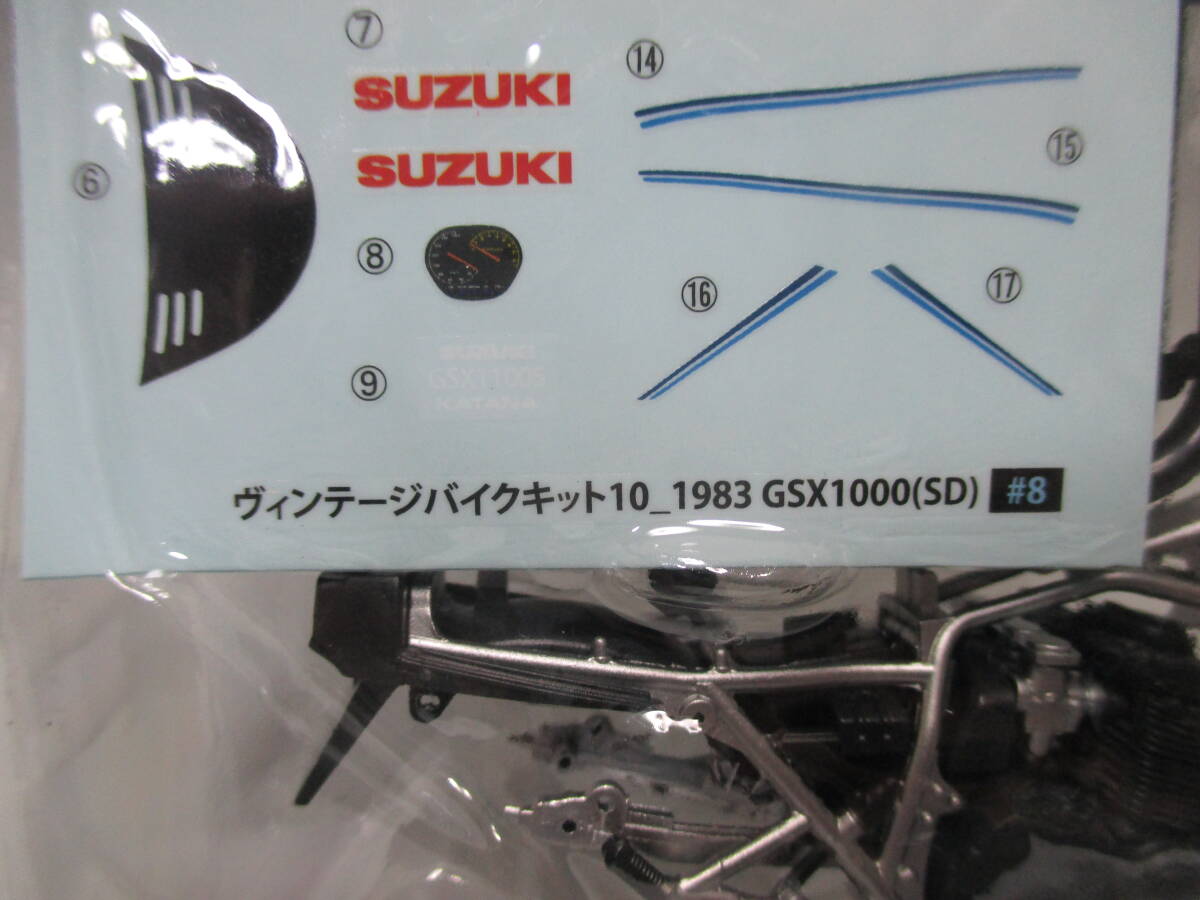 ⑦
SUZUKI
⑭
⑮
SUZUKI
⑥
⑧
⑯
⑰
⑨
SUZUKI
GSX1100S
KATANA
ヴィンテージバイクキット10_1983 GSX1000(SD) #8